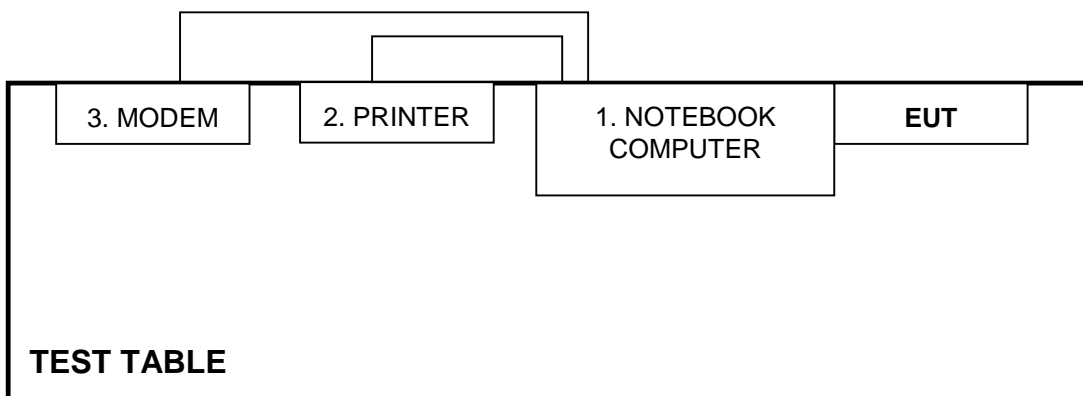 3. MODEM
2. PRINTER
1. NOTEBOOK
COMPUTER
EUT
TEST TABLE